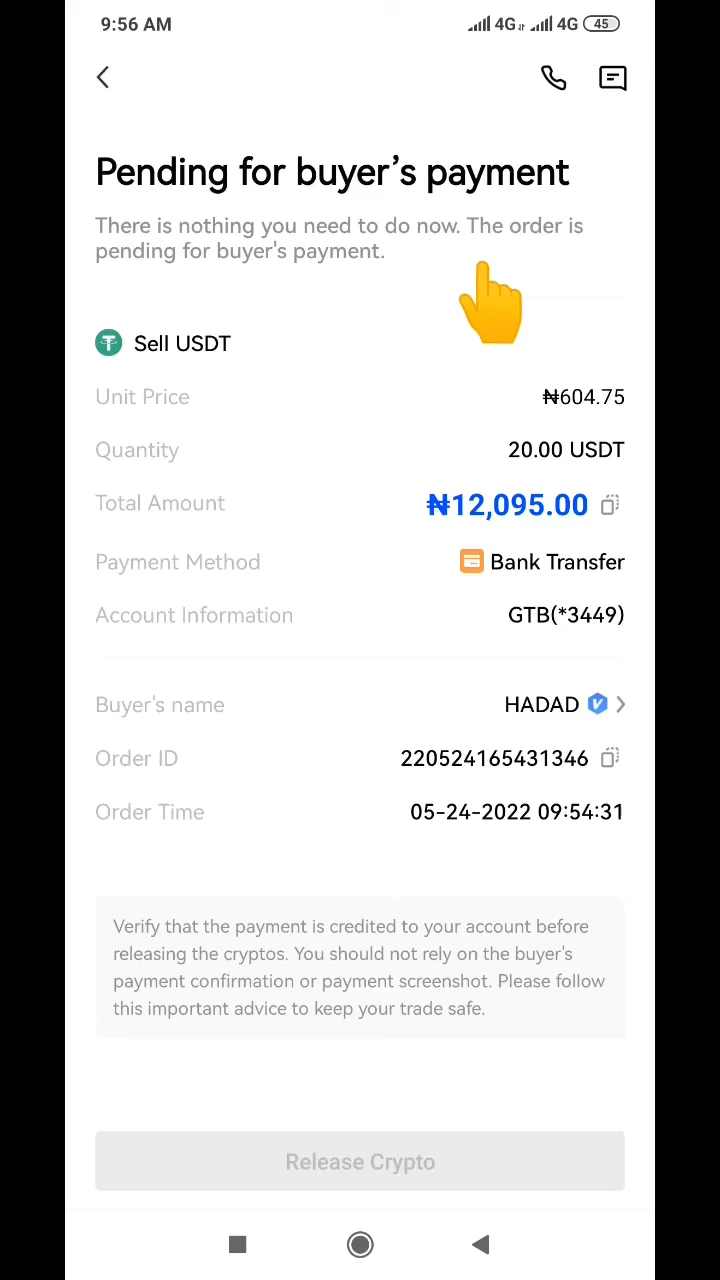 9:56 AM 4G 4G 45
Pending for buyer's payment
There is nothing you need to do now. The order is
pending for buyer's payment.
Sell USDT
Unit Price ₦604.75
Quantity 20.00 USDT
Total Amount ₦12,095.00
Payment Method Bank Transfer
Account Information GTB(*3449)
Buyer's name HADAD
Order ID 220524165431346
Order Time 05-24-2022 09:54:31
Verify that the payment is credited to your account before
releasing the cryptos. You should not rely on the buyer's
payment confirmation or payment screenshot. Please follow
this important advice to keep your trade safe.
Release Crypto